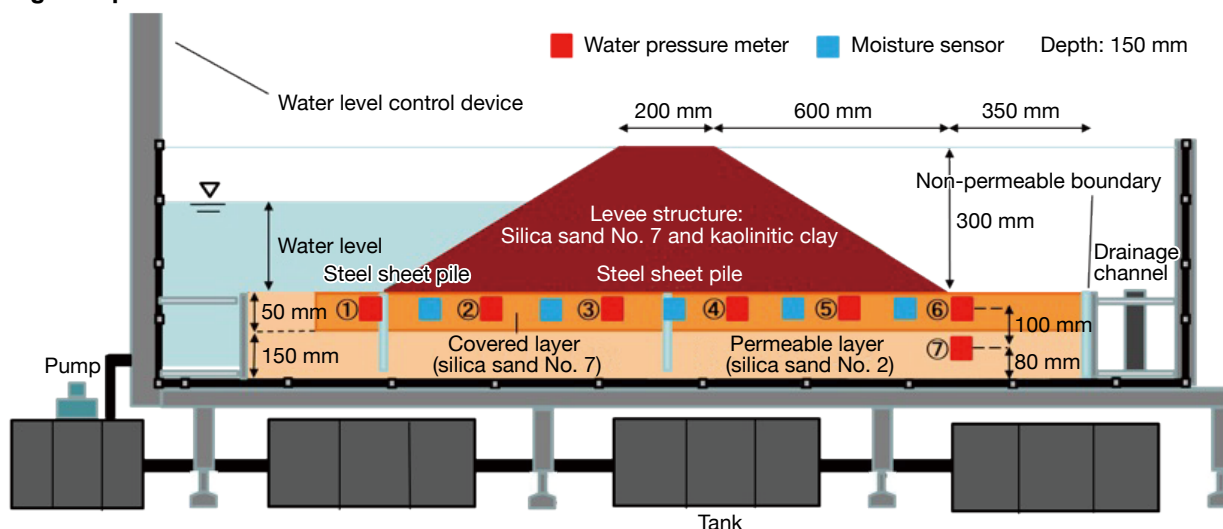 Water pressure meter
Moisture sensor
Depth: 150 mm
Water level control device
200 mm
600 mm
350 mm
Non-permeable boundary
Levee structure:
Silica sand No. 7 and kaolinitic clay
300 mm
Water level
Drainage
channel
Steel sheet pile
Steel sheet pile
50 mm
①
②
③
④
⑤
⑥
100 mm
150 mm
Covered layer
(silica sand No. 7)
Permeable layer
(silica sand No. 2)
⑦
80 mm
Pump
Tank